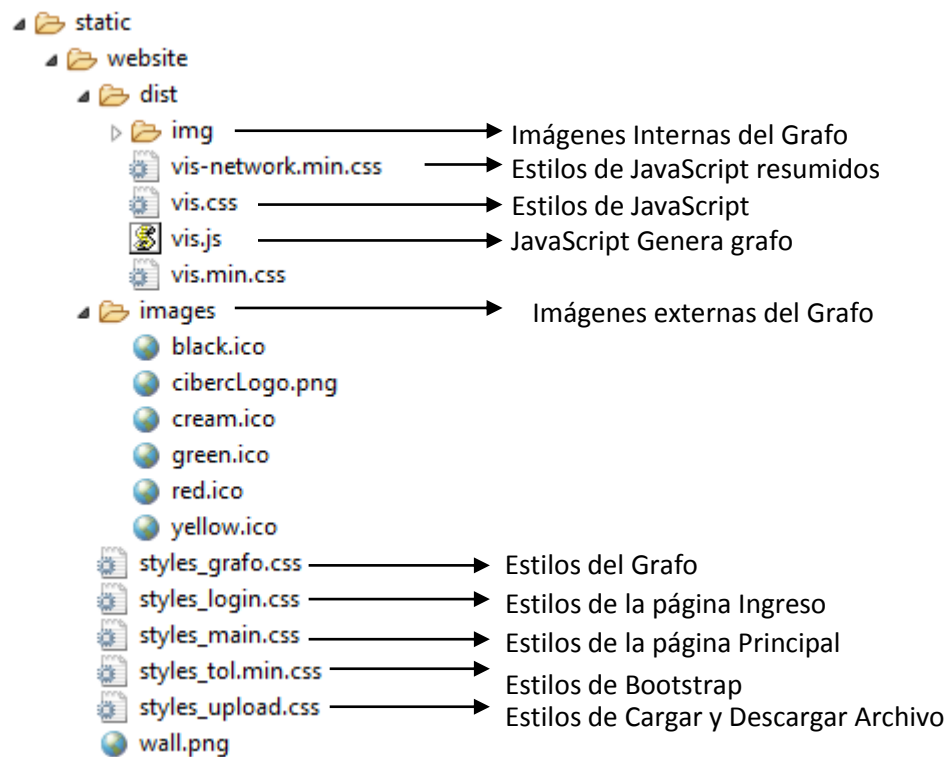 static
website
dist
img Imágenes Internas del Grafo
vis-network.min.css Estilos de JavaScript resumidos
vis.css Estilos de JavaScript
vis.js JavaScript Genera grafo
vis.min.css
images Imágenes externas del Grafo
black.ico
cibercLogo.png
cream.ico
green.ico
red.ico
yellow.ico
styles_grafo.css Estilos del Grafo
styles_login.css Estilos de la página Ingreso
styles_main.css Estilos de la página Principal
styles_tol.min.css Estilos de Bootstrap
styles_upload.css Estilos de Cargar y Descargar Archivo
wall.png